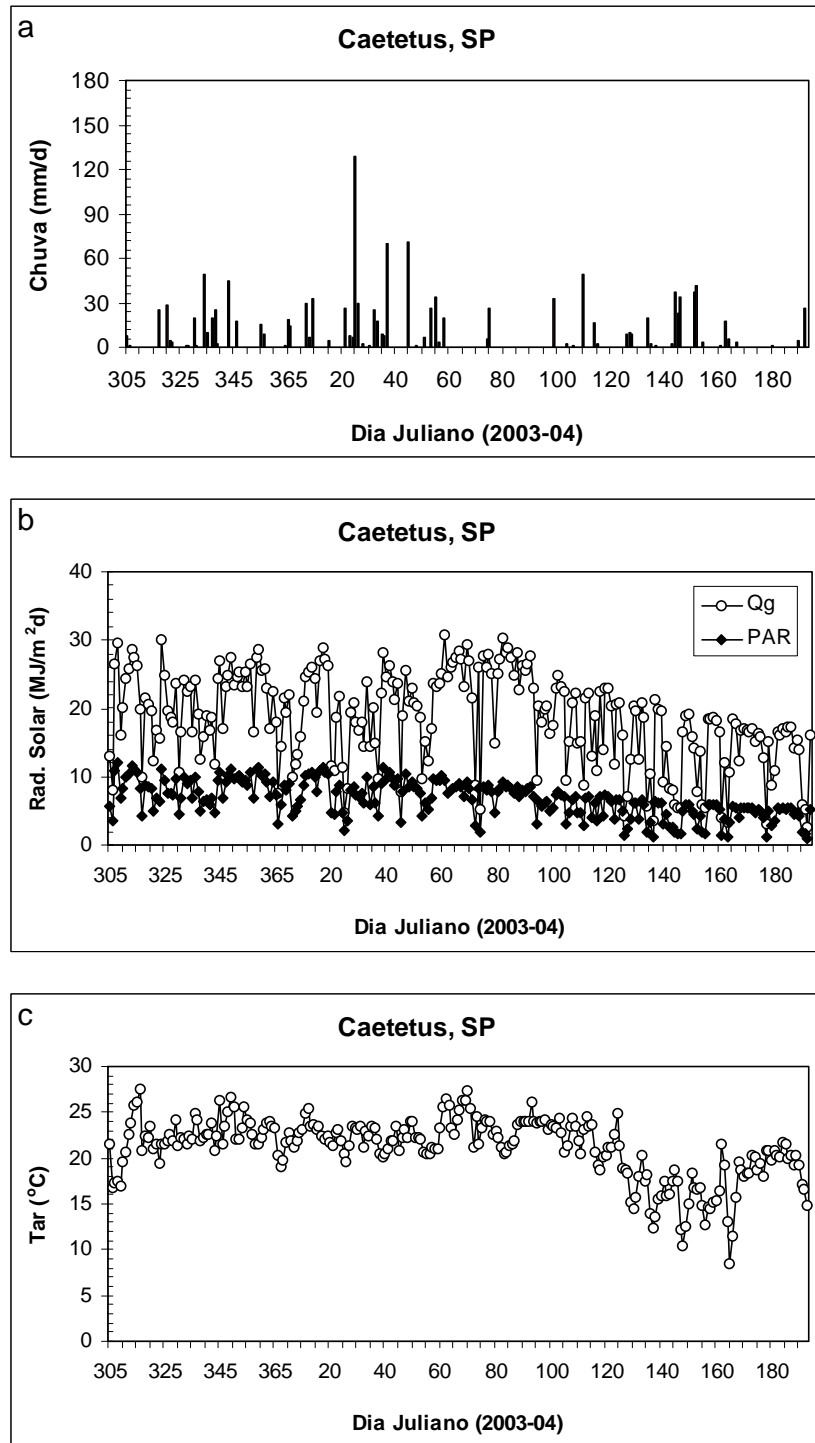 a
Caetetus, SP
180
150
120
90
60
30
0
Chuva (mm/d)
305 325 345 365 20 40 60 80 100 120 140 160 180
Dia Juliano (2003-04)
b
Caetetus, SP
40
30
20
10
0
Rad. Solar (MJ/m²d)
Qg
PAR
305 325 345 365 20 40 60 80 100 120 140 160 180
Dia Juliano (2003-04)
c
Caetetus, SP
30
25
20
15
10
5
0
Tar (°C)
305 325 345 365 20 40 60 80 100 120 140 160 180
Dia Juliano (2003-04)